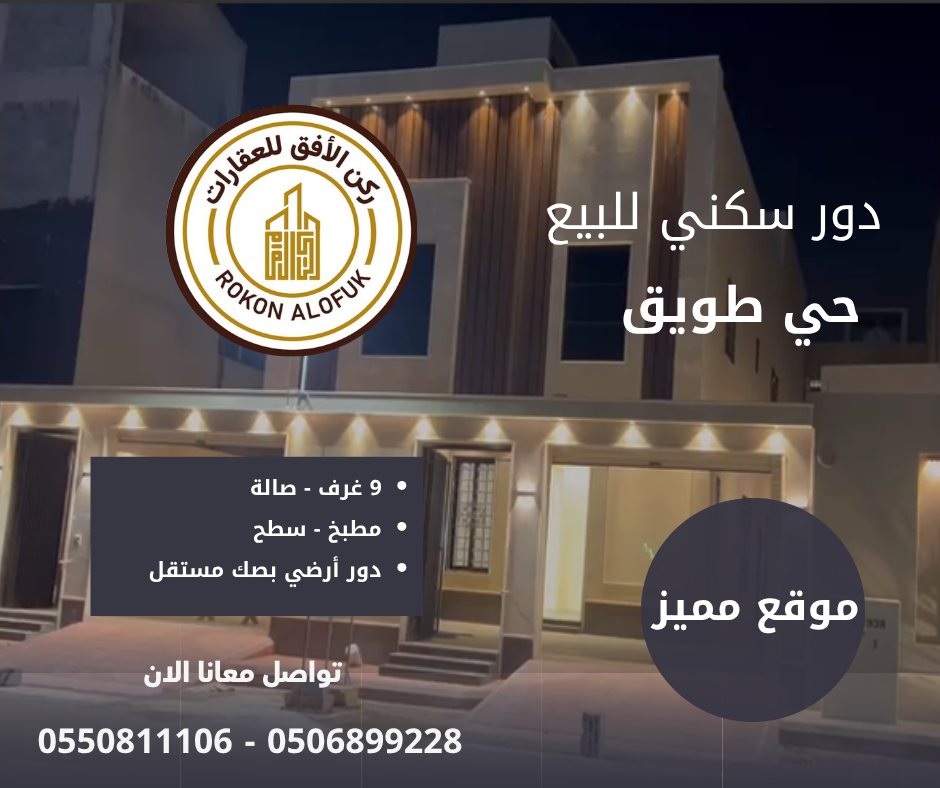 ركن الأفق للعقارات
ROKON ALOFUK
دور سكني للبيع
حي طويق
9 غرف - صالة
مطبخ - سطح
دور أرضي بصك مستقل
موقع مميز
تواصل معانا الان
0550811106 - 0506899228